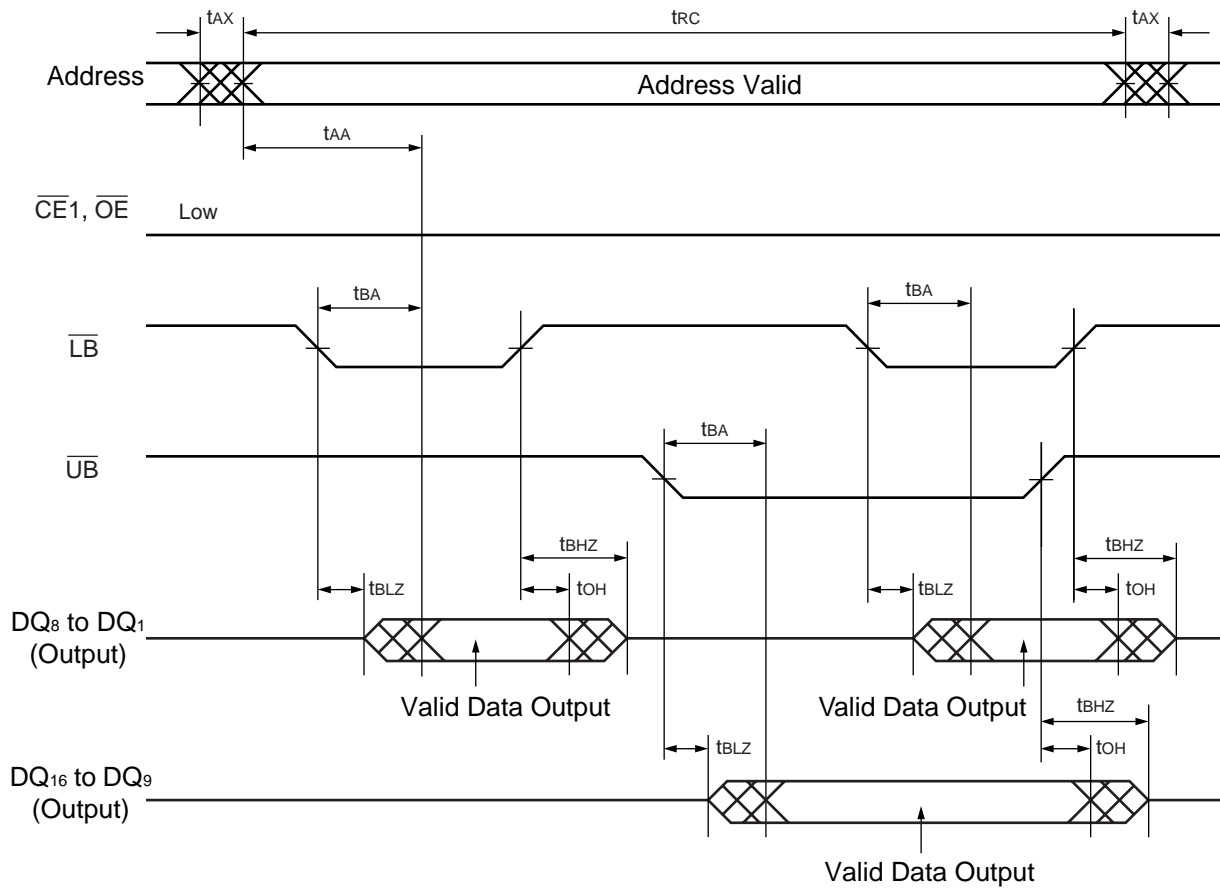 tAX tRC tAX
Address Address Valid
tAA
CE1, OE Low
tBA tBA
LB
tBA
UB
tBHZ tBHZ
tBLZ tOH tBLZ tOH
DQ8 to DQ1
(Output)
Valid Data Output Valid Data Output
tBHZ
tBLZ tOH
DQ16 to DQ9
(Output)
Valid Data Output